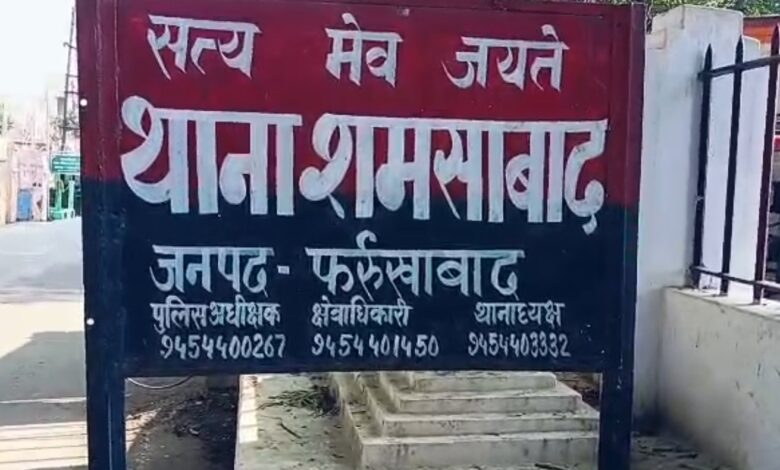 सत्य मेव जयते
थाना शमसाबाद
जनपद - फर्रुखाबाद
पुलिस अधीक्षक क्षेत्राधिकारी थानाध्यक्ष
9454400267 9454401450 9454403332